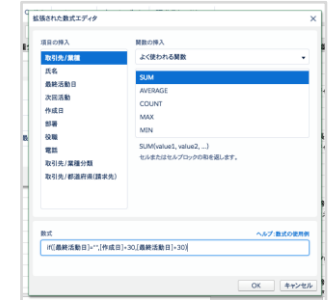 拡張された数式エディタ
項目の挿入
関数の挿入
取引先/業種
氏名
最終活動日
次回活動
作成日
部署
役職
電話
取引先/業種分類
取引先/都道府県(請求先)
よく使われる関数
SUM
AVERAGE
COUNT
MAX
MIN
SUM(value1, value2, ...)
セルまたはセルブロックの和を返します。
数式
ヘルプ:数式の使用例
if([最終活動日]="",[作成日]+30,[最終活動日]+30)
OK
キャンセル